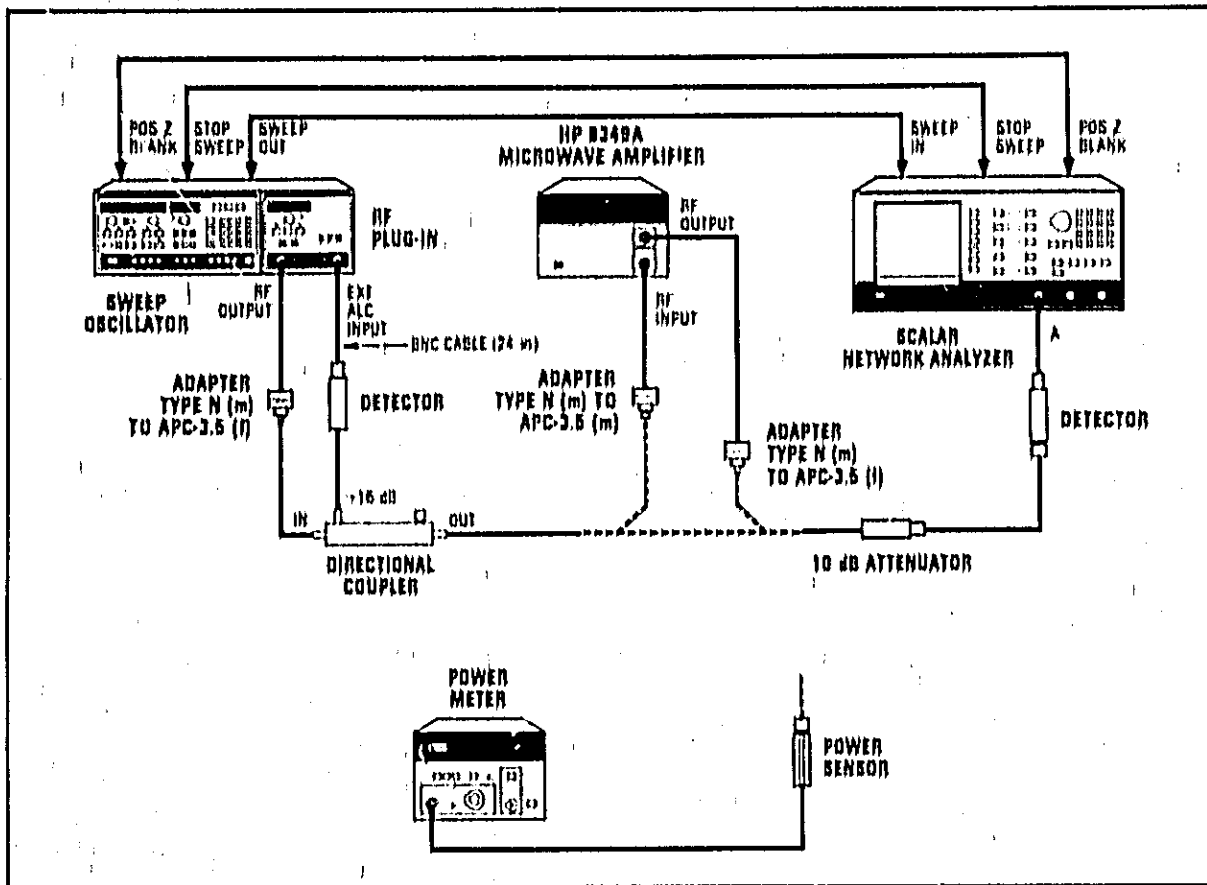 POS Z
BLANK
STOP
SWEEP
SWEEP
OUT
HP 8349A
MICROWAVE AMPLIFIER
SWEEP
IN
STOP
SWEEP
POS Z
BLANK
RF
PLUG-IN
SWEEP
OSCILLATOR
RF
OUTPUT
EXT
ALC
INPUT
BNC CABLE (24 in)
RF
OUTPUT
RF
INPUT
SCALAR
NETWORK ANALYZER
A
ADAPTER
TYPE N (m)
TO APC-3.5 (f)
DETECTOR
ADAPTER
TYPE N (m) TO
APC-3.5 (m)
ADAPTER
TYPE N (m)
TO APC-3.5 (f)
DETECTOR
16 dB
IN
OUT
DIRECTIONAL
COUPLER
10 dB ATTENUATOR
POWER
METER
POWER
SENSOR